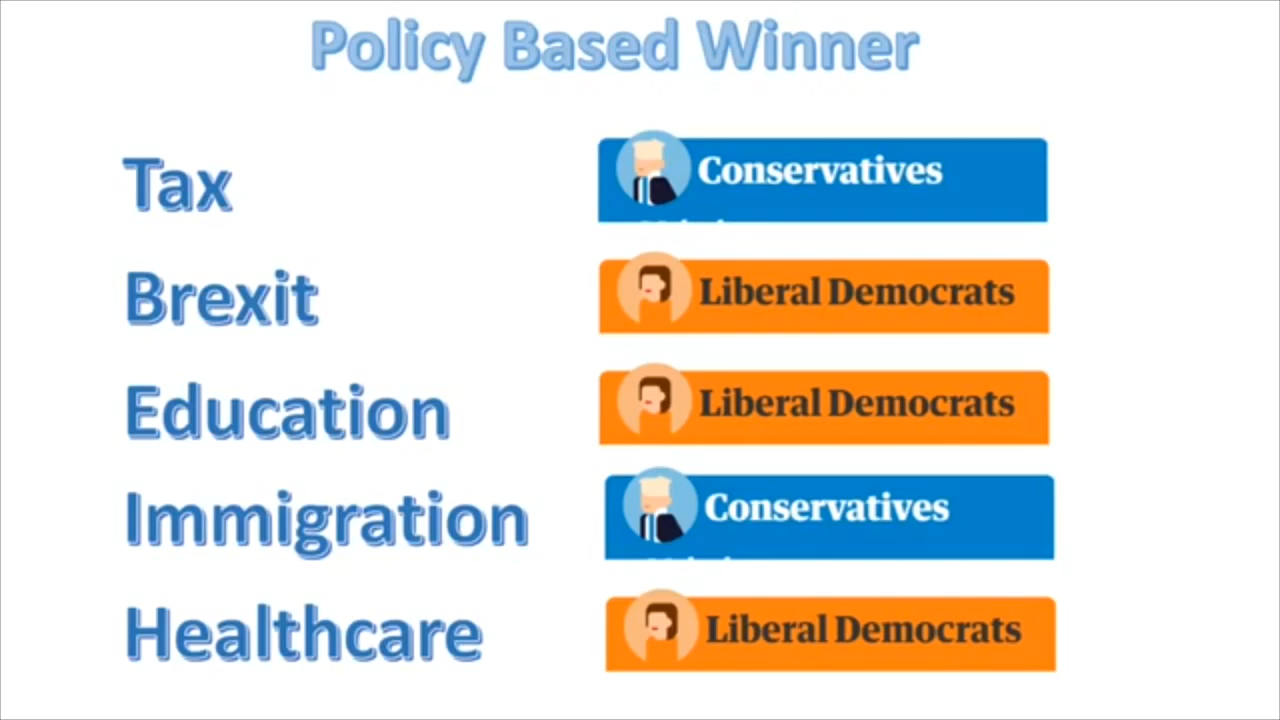 Policy Based Winner
Tax
Conservatives
Brexit
Liberal Democrats
Education
Liberal Democrats
Immigration
Conservatives
Healthcare
Liberal Democrats